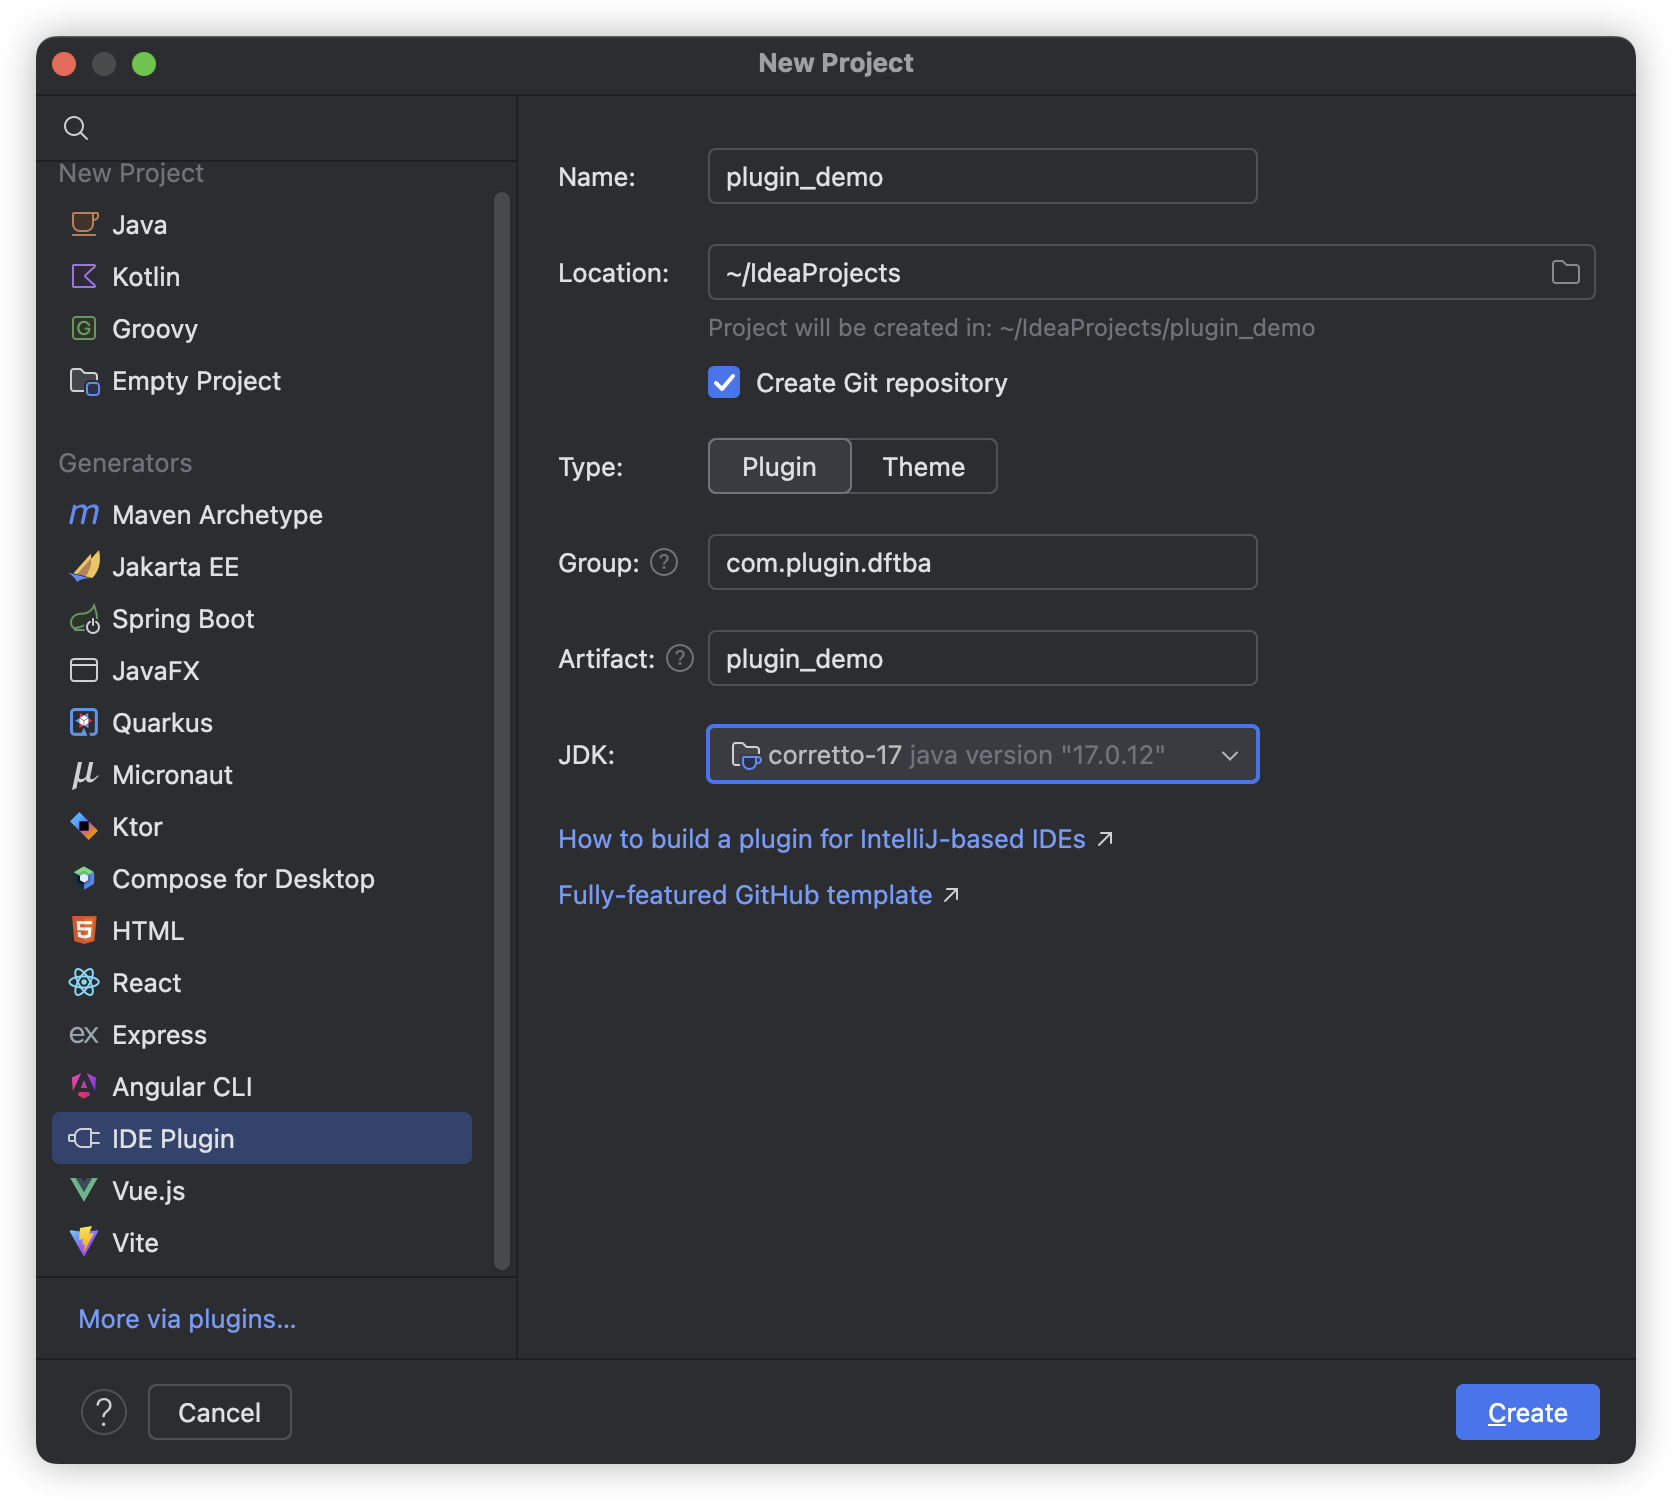 New Project
New Project
Java
Kotlin
G Groovy
Empty Project
Generators
m Maven Archetype
Jakarta EE
Spring Boot
JavaFX
Quarkus
μ Micronaut
Ktor
Compose for Desktop
5 HTML
React
ex Express
Angular CLI
IDE Plugin
Vue.js
Vite
More via plugins...
Name: plugin_demo
Location: ~/IdeaProjects
Project will be created in: ~/IdeaProjects/plugin_demo
Create Git repository
Type: Plugin Theme
Group: ? com.plugin.dftba
Artifact: ? plugin_demo
JDK: corretto-17 java version "17.0.12"
How to build a plugin for IntelliJ-based IDEs ↗
Fully-featured GitHub template ↗
? Cancel Create